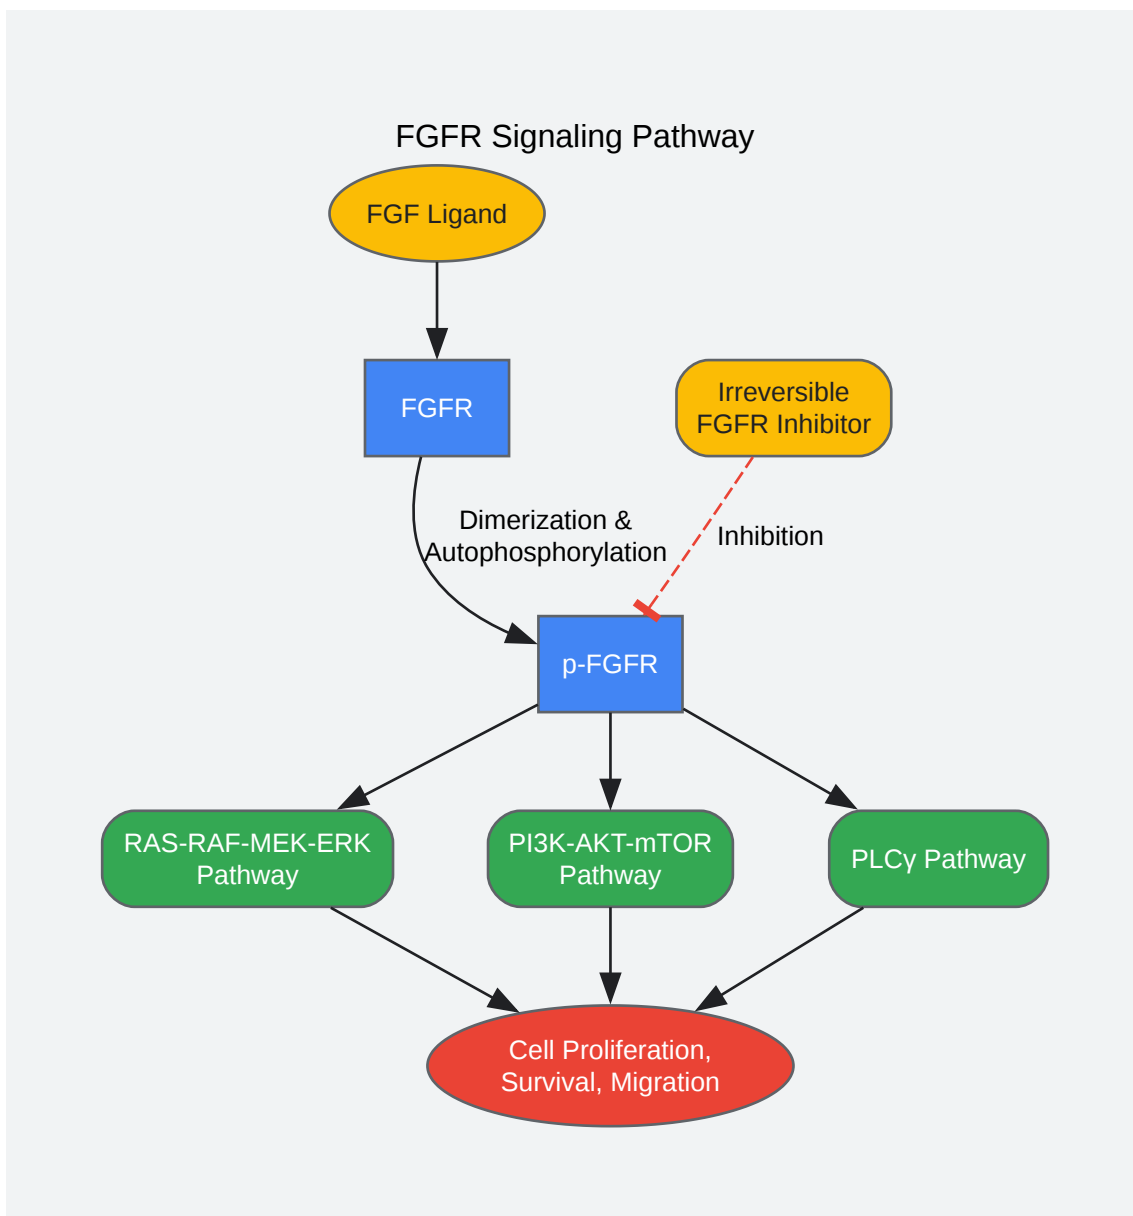 FGFR Signaling Pathway
FGF Ligand
FGFR
Irreversible
FGFR Inhibitor
Dimerization &
Autophosphorylation
Inhibition
p-FGFR
RAS-RAF-MEK-ERK
Pathway
PI3K-AKT-mTOR
Pathway
PLCγ Pathway
Cell Proliferation,
Survival, Migration